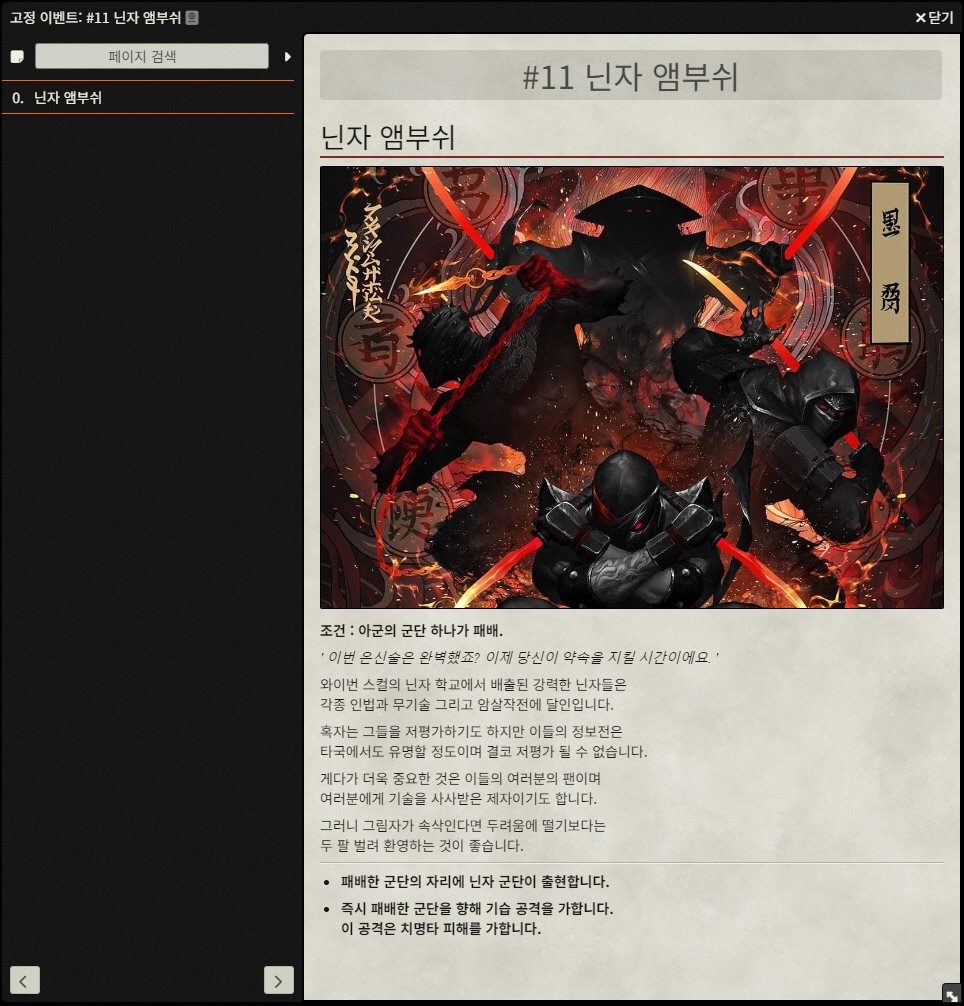 고정 이벤트: #11 닌자 앰부쉬
닫기
페이지 검색
0. 닌자 앰부쉬
#11 닌자 앰부쉬
닌자 앰부쉬
조건 : 아군의 군단 하나가 패배.
' 이번 은신술은 완벽했죠? 이제 당신이 약속을 지킬 시간이에요. '
와이번 스컬의 닌자 학교에서 배출된 강력한 닌자들은
각종 인법과 무기술 그리고 암살작전에 달인입니다.
혹자는 그들을 저평가하기도 하지만 이들의 정보전은
타국에서도 유명할 정도이며 결코 저평가 될 수 없습니다.
게다가 더욱 중요한 것은 이들의 여러분의 팬이며
여러분에게 기술을 사사받은 제자이기도 합니다.
그러니 그림자가 속삭인다면 두려움에 떨기보다는
두 팔 벌려 환영하는 것이 좋습니다.
• 패배한 군단의 자리에 닌자 군단이 출현합니다.
• 즉시 패배한 군단을 향해 기습 공격을 가합니다.
이 공격은 치명타 피해를 가합니다.